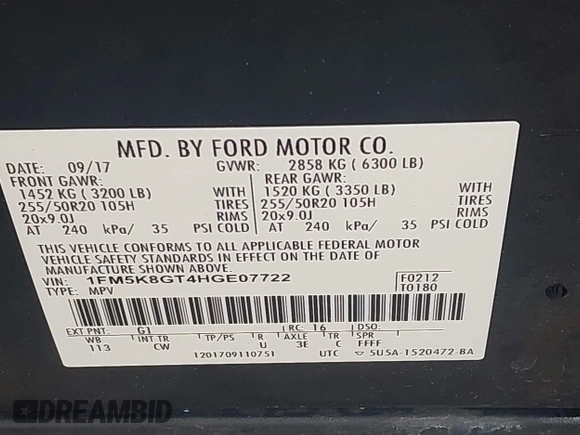 MFD. BY FORD MOTOR CO.
DATE: 09/17 GVWR: 2858 KG ( 6300 LB)
FRONT GAWR: REAR GAWR:
1452 KG ( 3200 LB) WITH 1520 KG ( 3350 LB) WITH
255/50R20 105H TIRES 255/50R20 105H TIRES
20x9.0J RIMS 20x9.0J RIMS
AT 240 kPa/ 35 PSI COLD AT 240 kPa/ 35 PSI COLD
THIS VEHICLE CONFORMS TO ALL APPLICABLE FEDERAL MOTOR
VEHICLE SAFETY STANDARDS IN EFFECT ON THE DATE OF
MANUFACTURE SHOWN ABOVE.
VIN: 1FM5K8GT4HGE07722 F0212
TYPE: MPV T0180
EXT PNT: G1 RC: 16 DSO:
WB INT TR TP/PS R AXLE TR SPR
113 CW U 3E C FFFF
1201709110751 UTC ▽ 5U5A-1520472-BA
DREAMBID